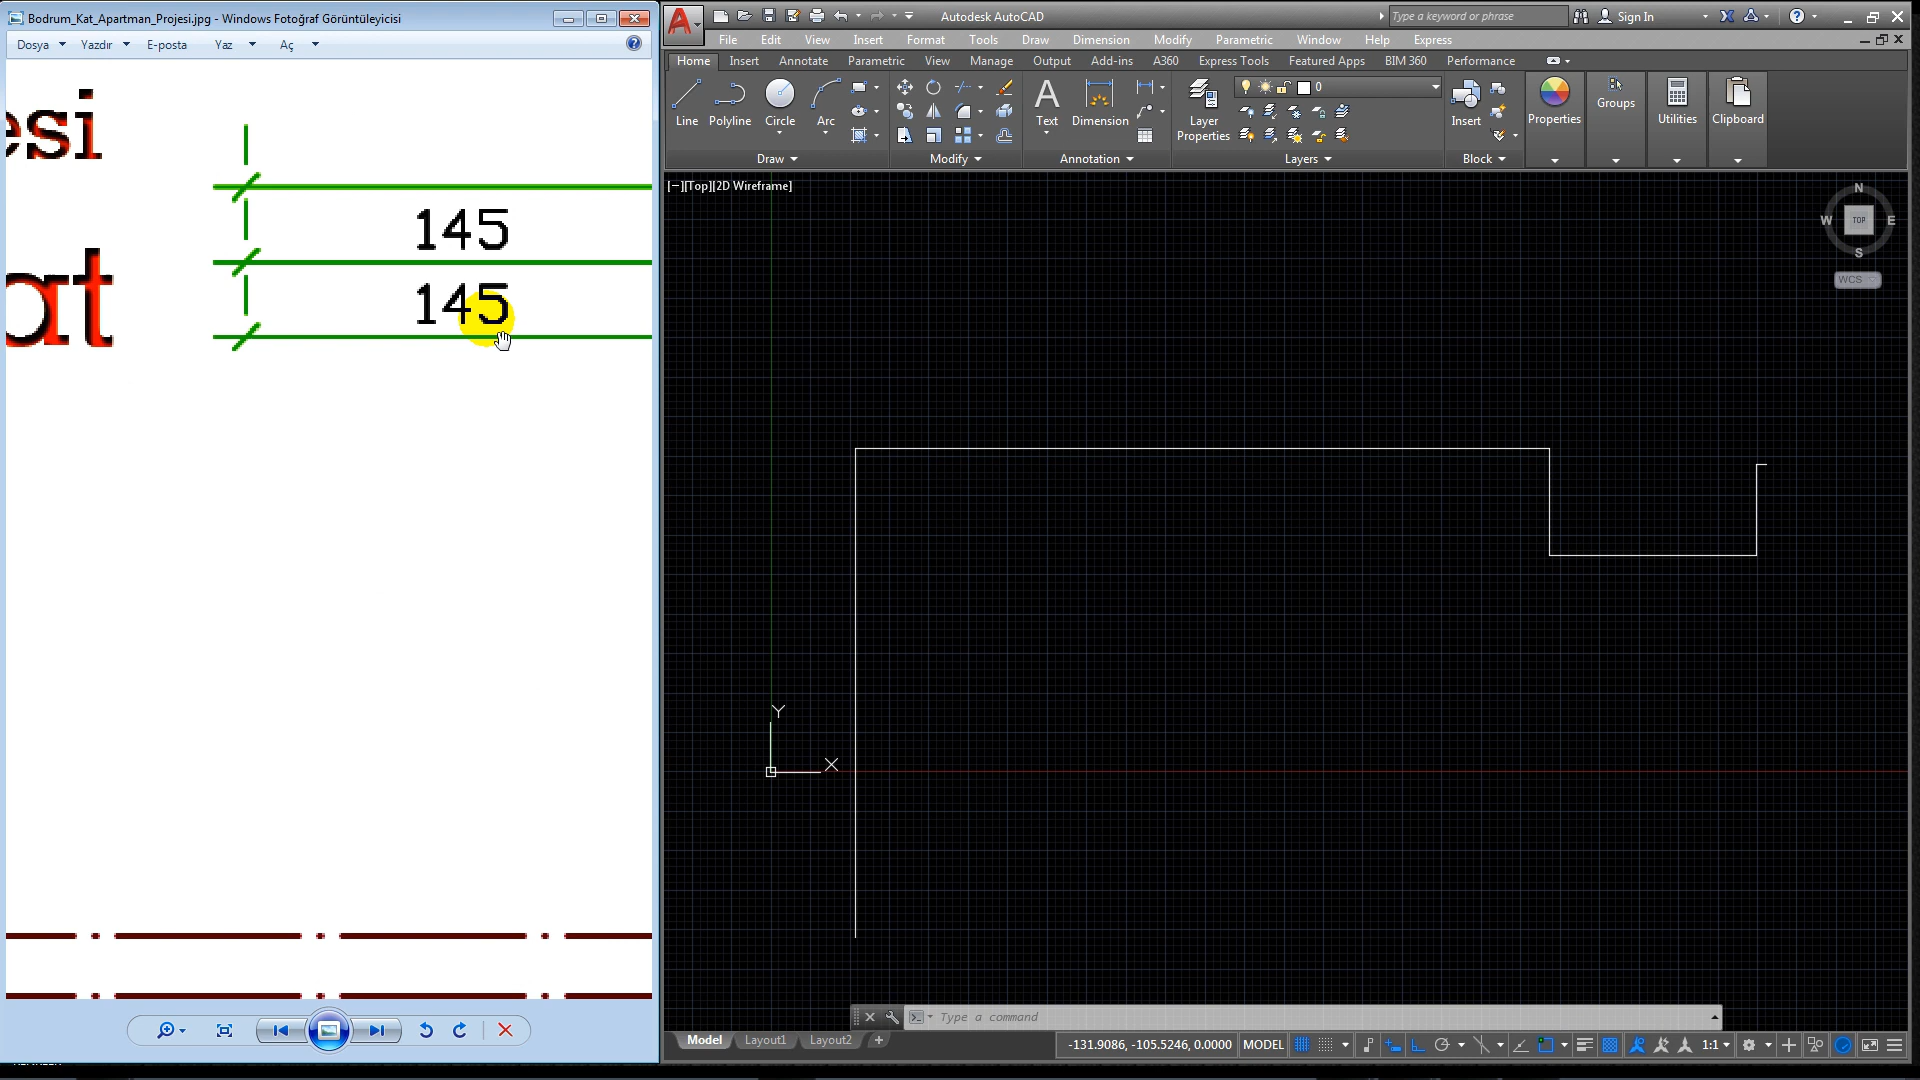 Bodrum_Kat_Apartman_Projesi.jpg - Windows Fotoğraf Görüntüleyicisi
Dosya Yazdır E-posta Yaz Aç
esi
145
145
at
Autodesk AutoCAD
Type a keyword or phrase
Sign In
File Edit View Insert Format Tools Draw Dimension Modify Parametric Window Help Express
Home Insert Annotate Parametric View Manage Output Add-ins A360 Express Tools Featured Apps BIM 360 Performance
Line Polyline Circle Arc
Text Dimension
Layer Properties
0
Insert
Properties
Groups
Utilities
Clipboard
Draw Modify Annotation Layers Block
[−][Top][2D Wireframe]
N
W TOP E
S
WCS
Y
X
Type a command
Model Layout1 Layout2 +
-131.9086, -105.5246, 0.0000 MODEL 1:1